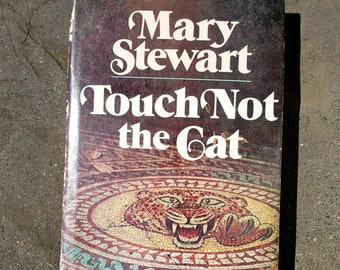 Mary
Stewart
Touch Not
the Cat